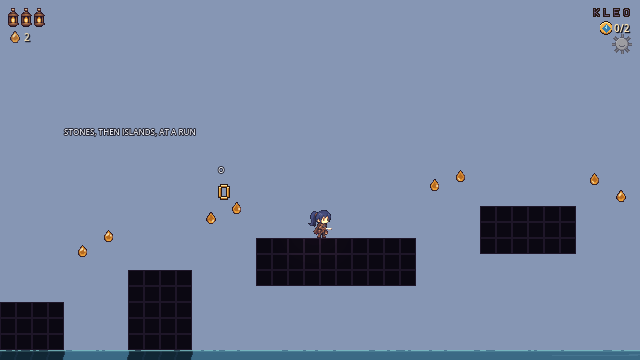 KLEO
2
0/2
STONES, THEN ISLANDS, AT A RUN